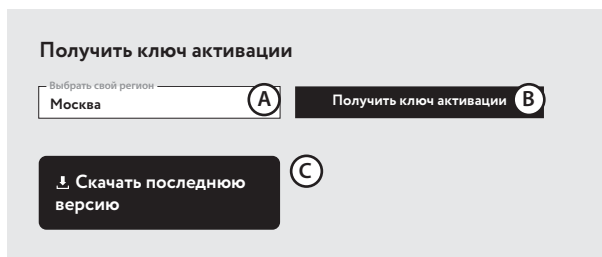 Получить ключ активации
Выбрать свой регион
Москва
A
Получить ключ активации
B
Скачать последнюю
версию
C